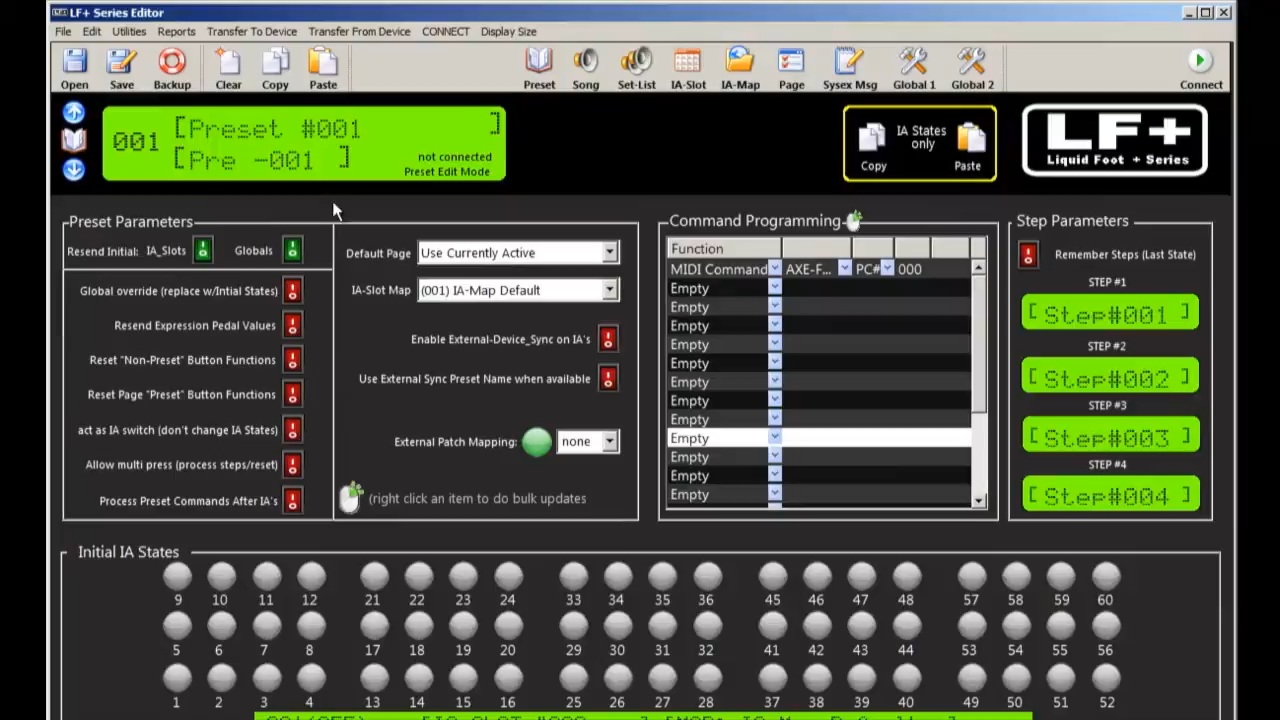 LF+ Series Editor
File Edit Utilities Reports Transfer To Device Transfer From Device CONNECT Display Size
Open Save Backup Clear Copy Paste Preset Song Set-List IA-Slot IA-Map Page Sysex Msg Global 1 Global 2 Connect
001 [Preset #001 ]
[Pre -001 ]
not connected
Preset Edit Mode
IA States only
Copy Paste
LF+
Liquid Foot + Series
Preset Parameters
Resend Initial: IA_Slots Globals
Global override (replace w/Intial States)
Resend Expression Pedal Values
Reset "Non-Preset" Button Functions
Reset Page "Preset" Button Functions
act as IA switch (don't change IA States)
Allow multi press (process steps/reset)
Process Preset Commands After IA's
Default Page Use Currently Active
IA-Slot Map (001) IA-Map Default
Enable External-Device_Sync on IA's
Use External Sync Preset Name when available
External Patch Mapping: none
(right click an item to do bulk updates
Command Programming
Function
MIDI Command AXE-F... PC# 000
Empty
Empty
Empty
Empty
Empty
Empty
Empty
Empty
Empty
Empty
Empty
Empty
Step Parameters
Remember Steps (Last State)
STEP #1
[Step#001 ]
STEP #2
[Step#002 ]
STEP #3
[Step#003 ]
STEP #4
[Step#004 ]
Initial IA States
9 10 11 12 21 22 23 24 33 34 35 36 45 46 47 48 57 58 59 60
5 6 7 8 17 18 19 20 29 30 31 32 41 42 43 44 53 54 55 56
1 2 3 4 13 14 15 16 25 26 27 28 37 38 39 40 49 50 51 52